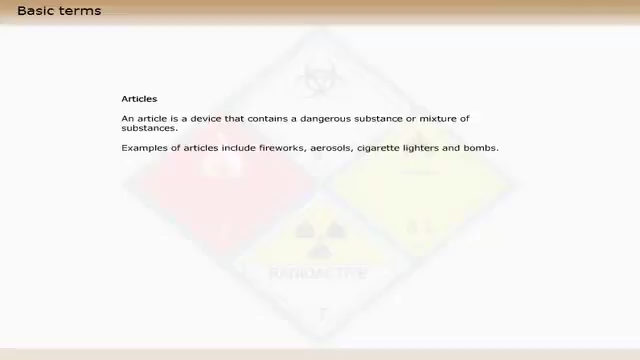 Basic terms
Articles
An article is a device that contains a dangerous substance or mixture of
substances.
Examples of articles include fireworks, aerosols, cigarette lighters and bombs.
RADIOACTIVE
7